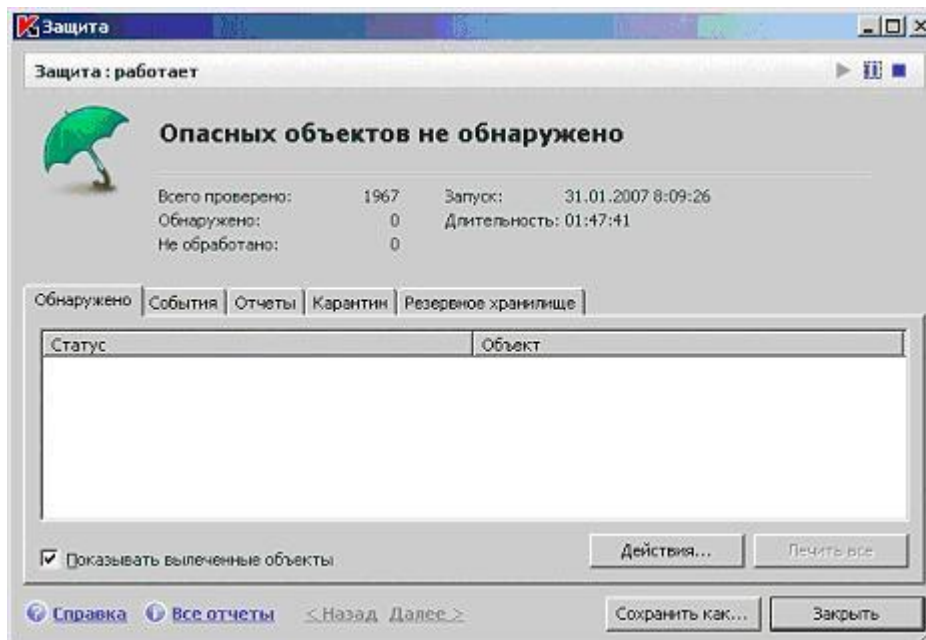 Защита
Защита : работает
Опасных объектов не обнаружено
Всего проверено: 1967 Запуск: 31.01.2007 8:09:26
Обнаружено: 0 Длительность: 01:47:41
Не обработано: 0
Обнаружено События Отчеты Карантин Резервное хранилище
Статус Объект
Показывать вылеченные объекты
Действия... Лечить все
Справка Все отчеты < Назад Далее > Сохранить как... Закрыть